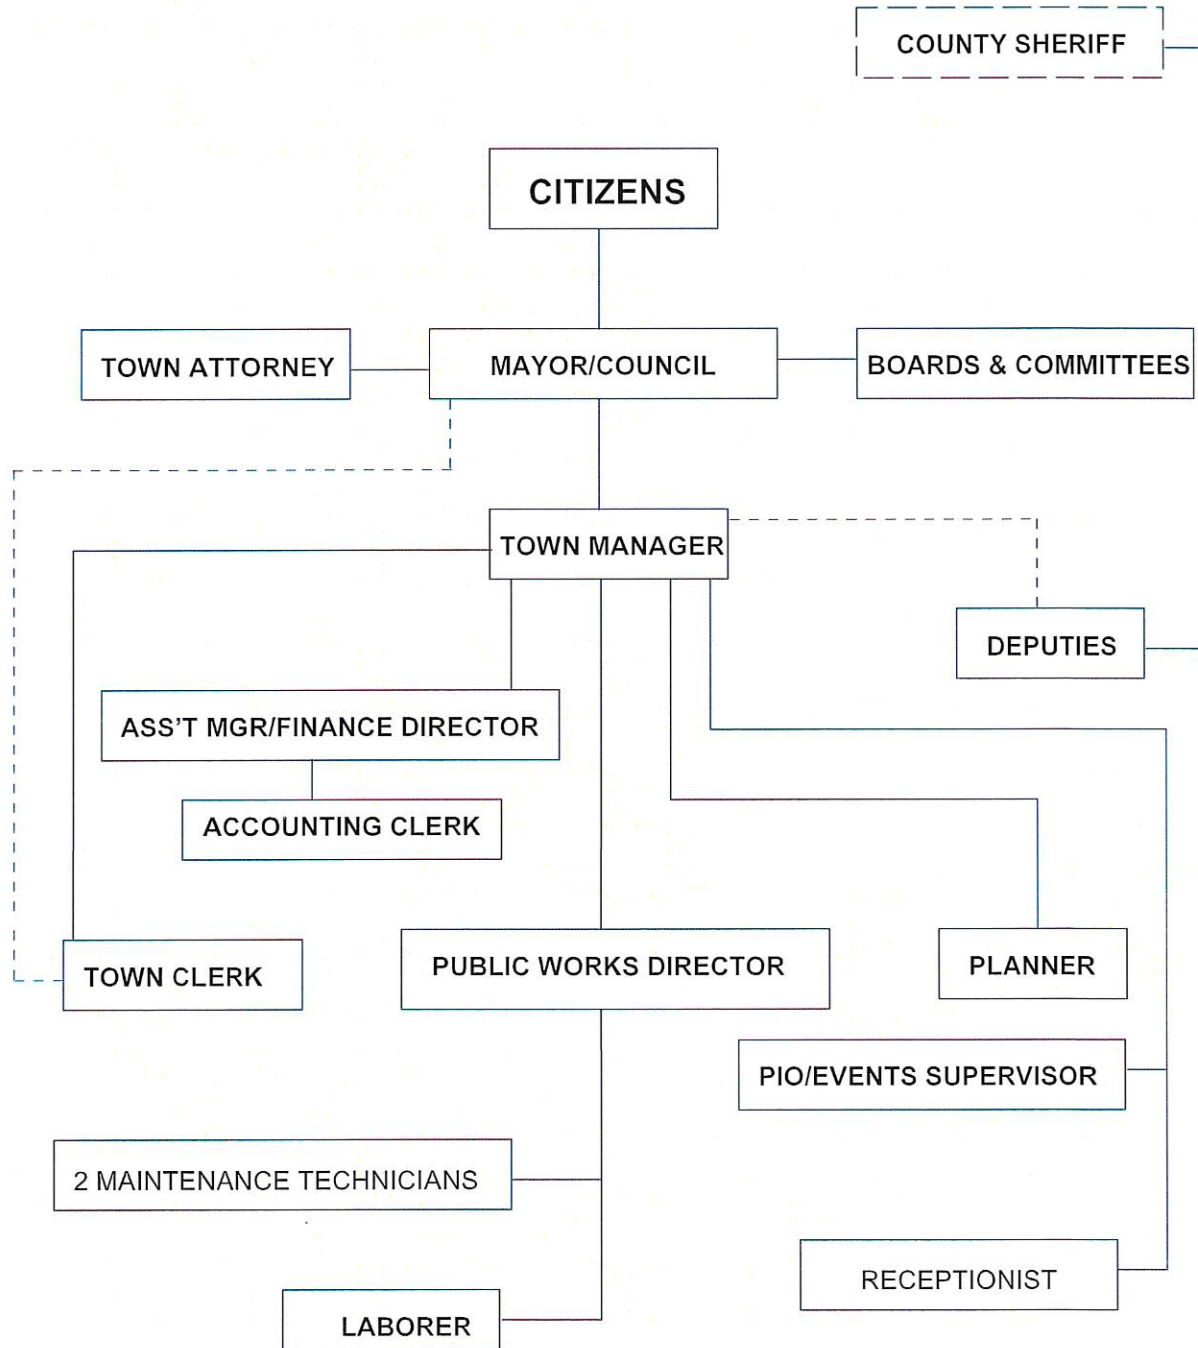 COUNTY SHERIFF
CITIZENS
TOWN ATTORNEY
MAYOR/COUNCIL
BOARDS & COMMITTEES
TOWN MANAGER
DEPUTIES
ASS'T MGR/FINANCE DIRECTOR
ACCOUNTING CLERK
TOWN CLERK
PUBLIC WORKS DIRECTOR
PLANNER
PIO/EVENTS SUPERVISOR
2 MAINTENANCE TECHNICIANS
RECEPTIONIST
LABORER